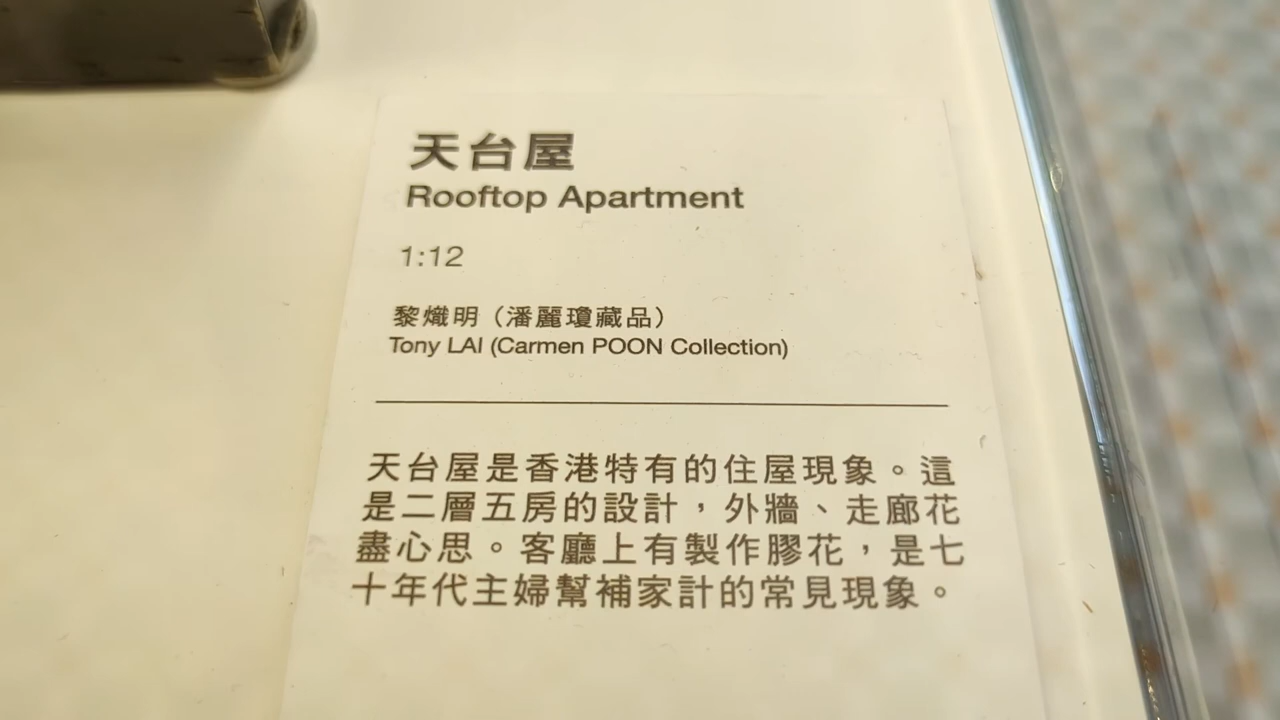 天台屋
Rooftop Apartment
1:12
黎熾明（潘麗瓊藏品）
Tony LAI (Carmen POON Collection)
天台屋是香港特有的住屋現象。這
是二層五房的設計，外牆、走廊花
盡心思。客廳上有製作膠花，是七
十年代主婦幫補家計的常見現象。